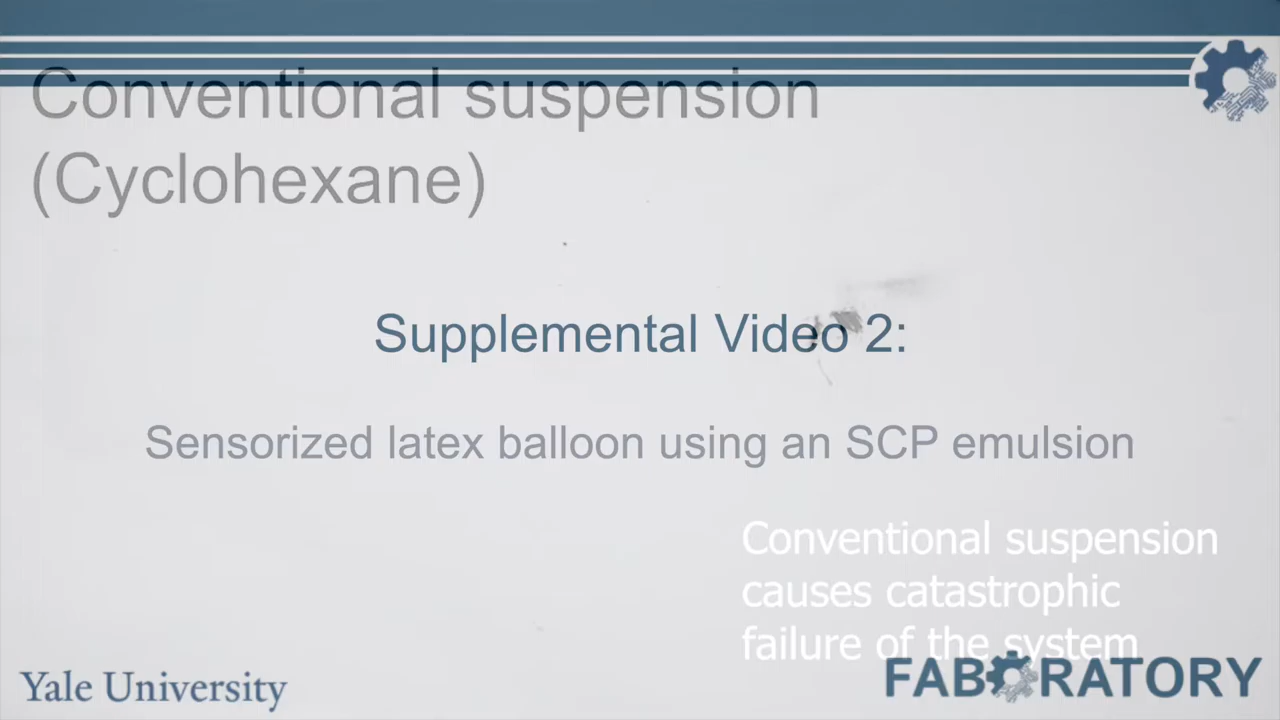 Conventional suspension
(Cyclohexane)
Supplemental Video 2:
Sensorized latex balloon using an SCP emulsion
Conventional suspension
causes catastrophic
failure of the system
Yale University
FABORATORY